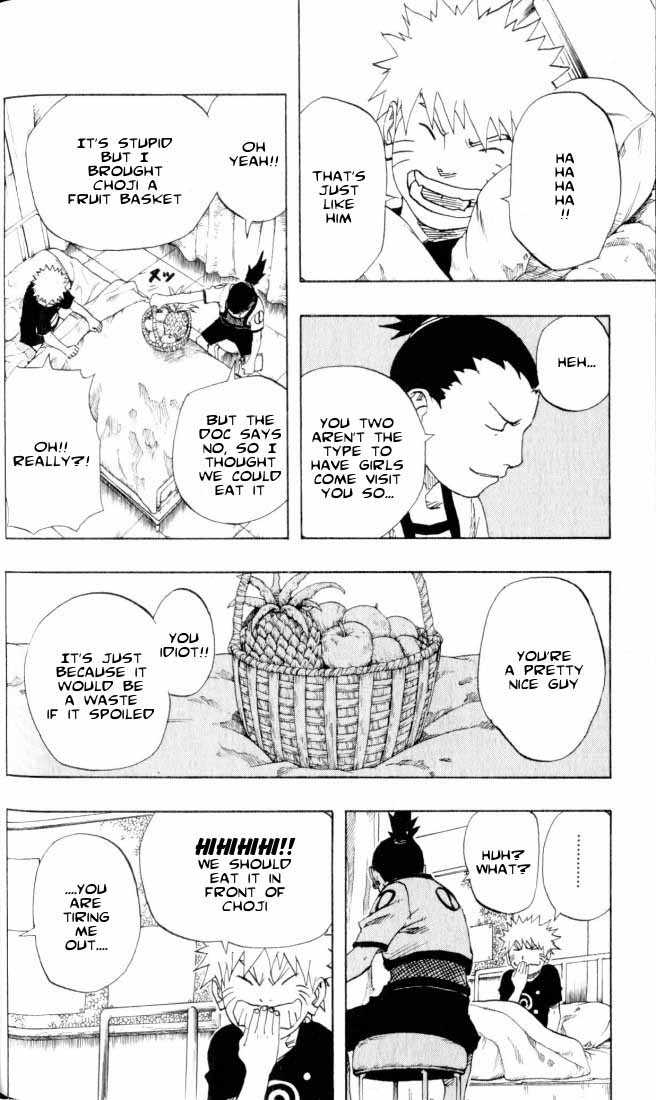 HA
HA
HA
HA
!!
THAT'S
JUST
LIKE
HIM
HEH...
YOU TWO
AREN'T THE
TYPE TO
HAVE GIRLS
COME VISIT
YOU SO...
OH
YEAH!!
IT'S STUPID
BUT I
BROUGHT
CHOJI A
FRUIT BASKET
スッ
BUT THE
DOC SAYS
NO, SO I
THOUGHT
WE COULD
EAT IT
OH!!
REALLY?!
YOU'RE
A PRETTY
NICE GUY
YOU
IDIOT!!
IT'S JUST
BECAUSE IT
WOULD BE
A WASTE
IF IT SPOILED
.........
HUH?
WHAT?
HIHIHIHI!!
WE SHOULD
EAT IT IN
FRONT OF
CHOJI
....YOU
ARE
TIRING
ME
OUT....